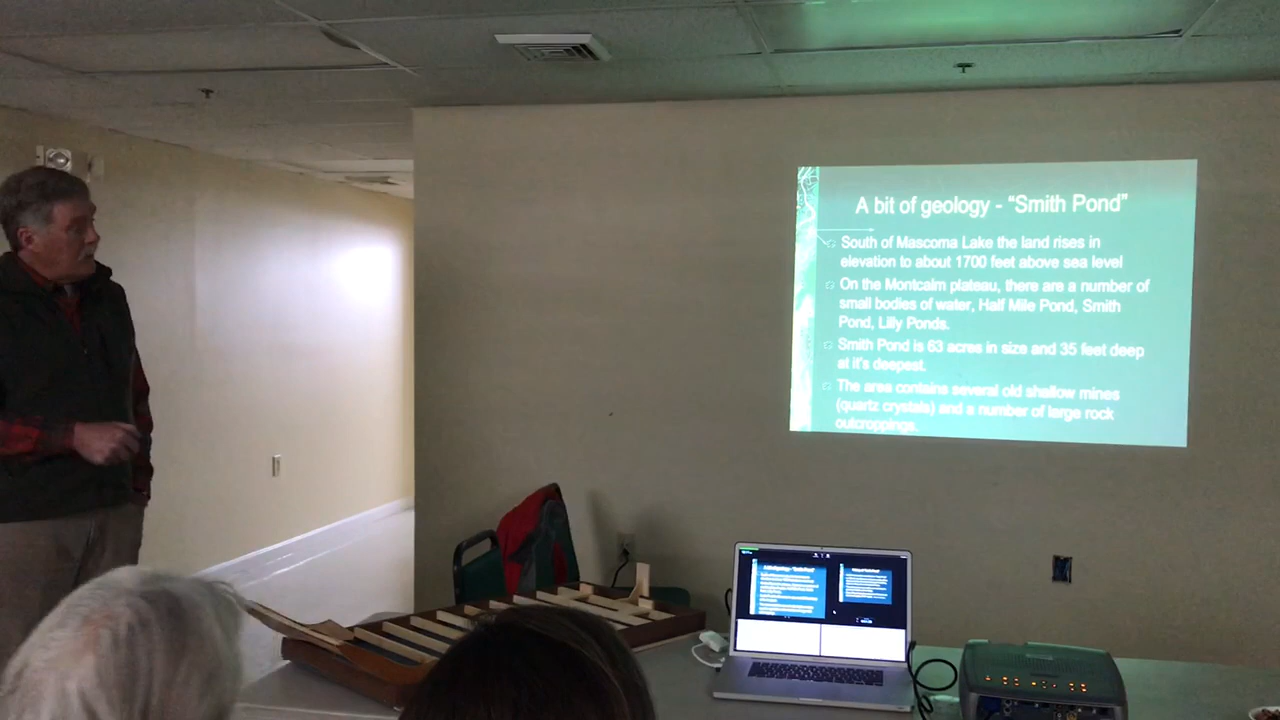 A bit of geology - “Smith Pond”
South of Mascoma Lake the land rises in
elevation to about 1700 feet above sea level
On the Montcalm plateau, there are a number of
small bodies of water, Half Mile Pond, Smith
Pond, Lilly Ponds.
Smith Pond is 63 acres in size and 35 feet deep
at it's deepest.
The area contains several old shallow mines
(quartz crystals) and a number of large rock
outcroppings.